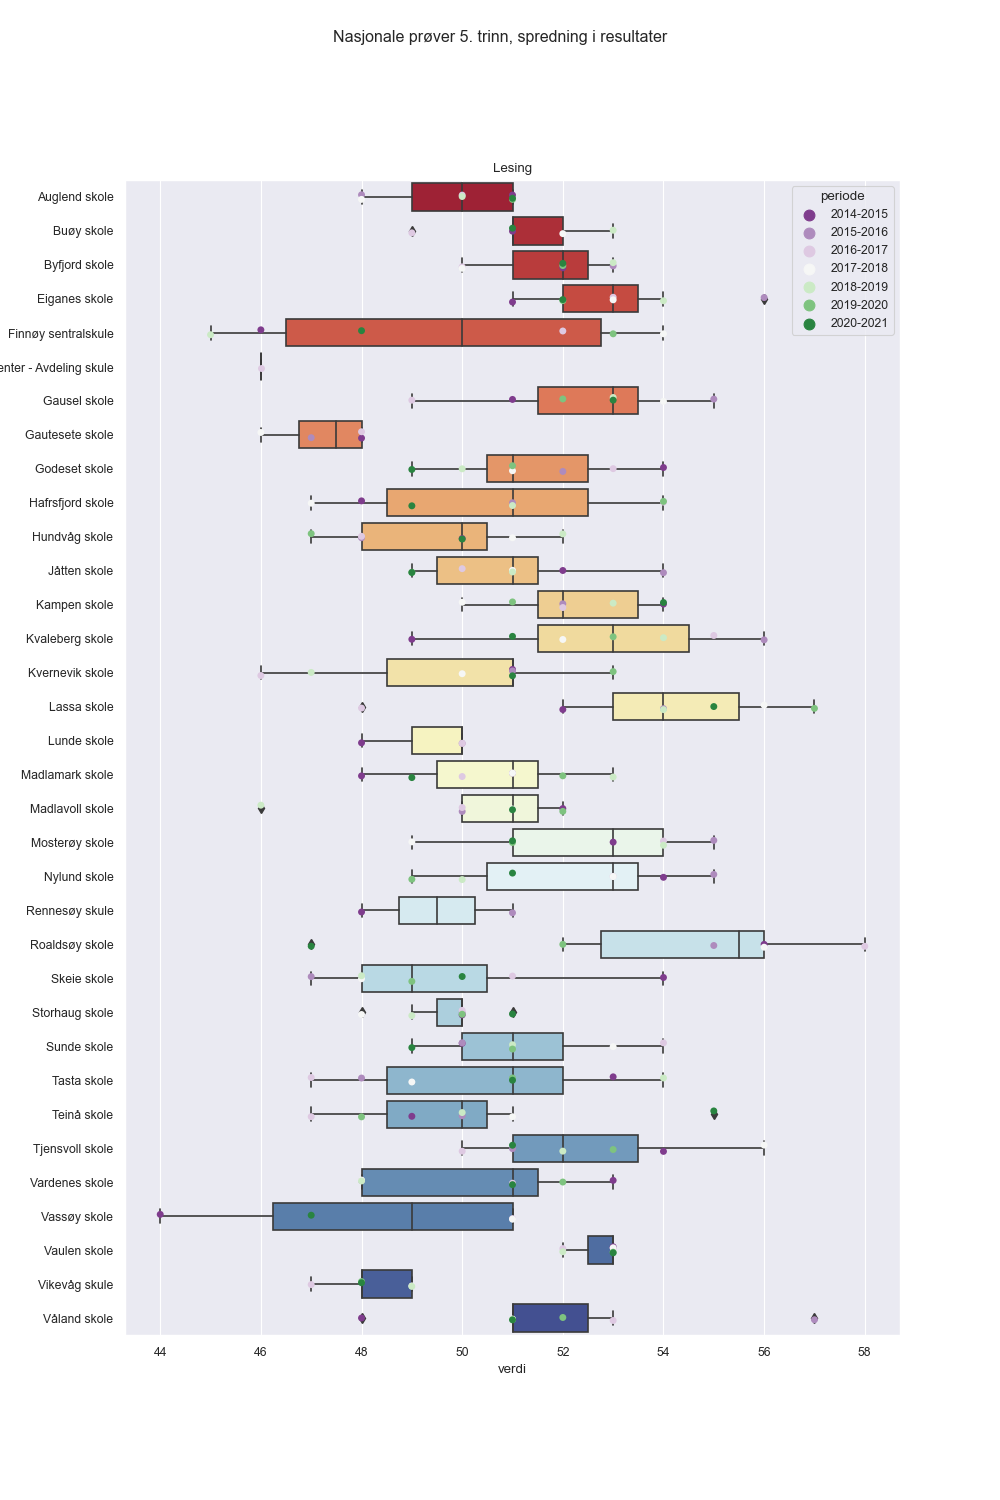 Nasjonale prøver 5. trinn, spredning i resultater
Lesing
periode
2014-2015
2015-2016
2016-2017
2017-2018
2018-2019
2019-2020
2020-2021
Auglend skole
Buøy skole
Byfjord skole
Eiganes skole
Finnøy sentralskule
enter - Avdeling skule
Gausel skole
Gautesete skole
Godeset skole
Hafrsfjord skole
Hundvåg skole
Jåtten skole
Kampen skole
Kvaleberg skole
Kvernevik skole
Lassa skole
Lunde skole
Madlamark skole
Madlavoll skole
Mosterøy skole
Nylund skole
Rennesøy skule
Roaldsøy skole
Skeie skole
Storhaug skole
Sunde skole
Tasta skole
Teinå skole
Tjensvoll skole
Vardenes skole
Vassøy skole
Vaulen skole
Vikevåg skule
Våland skole
44 46 48 50 52 54 56 58
verdi